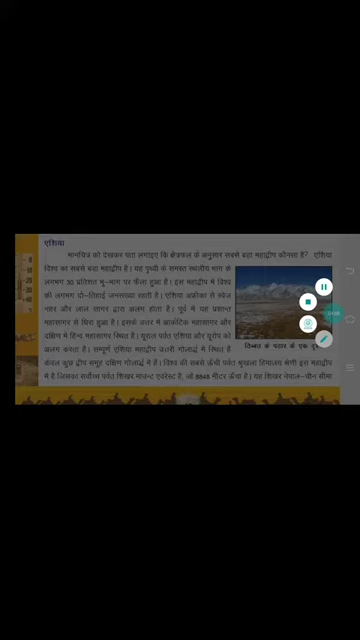 एशिया
मानचित्र को देखकर पता लगाइए कि क्षेत्रफल के अनुसार सबसे बड़ा महाद्वीप कौनसा है? एशिया
विश्व का सबसे बड़ा महाद्वीप है। यह पृथ्वी के समस्त स्थलीय भाग के
लगभग 30 प्रतिशत भू-भाग पर फैला हुआ है। इस महाद्वीप में विश्व
की लगभग दो-तिहाई जनसंख्या रहती है। एशिया अफ्रीका से स्वेज
नहर और लाल सागर द्वारा अलग होता है। पूर्व में यह प्रशान्त
महासागर से घिरा हुआ है। इसके उत्तर में आर्कटिक महासागर और
दक्षिण में हिन्द महासागर स्थित है। यूराल पर्वत एशिया और यूरोप को
अलग करता है। सम्पूर्ण एशिया महाद्वीप उत्तरी गोलार्द्ध में स्थित है
केवल कुछ द्वीप समूह दक्षिण गोलार्द्ध में हैं। विश्व की सबसे ऊँची पर्वत श्रृंखला हिमालय श्रेणी इस महाद्वीप
में है जिसका सर्वोच्च पर्वत शिखर माउन्ट एवरेस्ट है, जो 8848 मीटर ऊँचा है। यह शिखर नेपाल-चीन सीमा
तिब्बत के पठार के एक